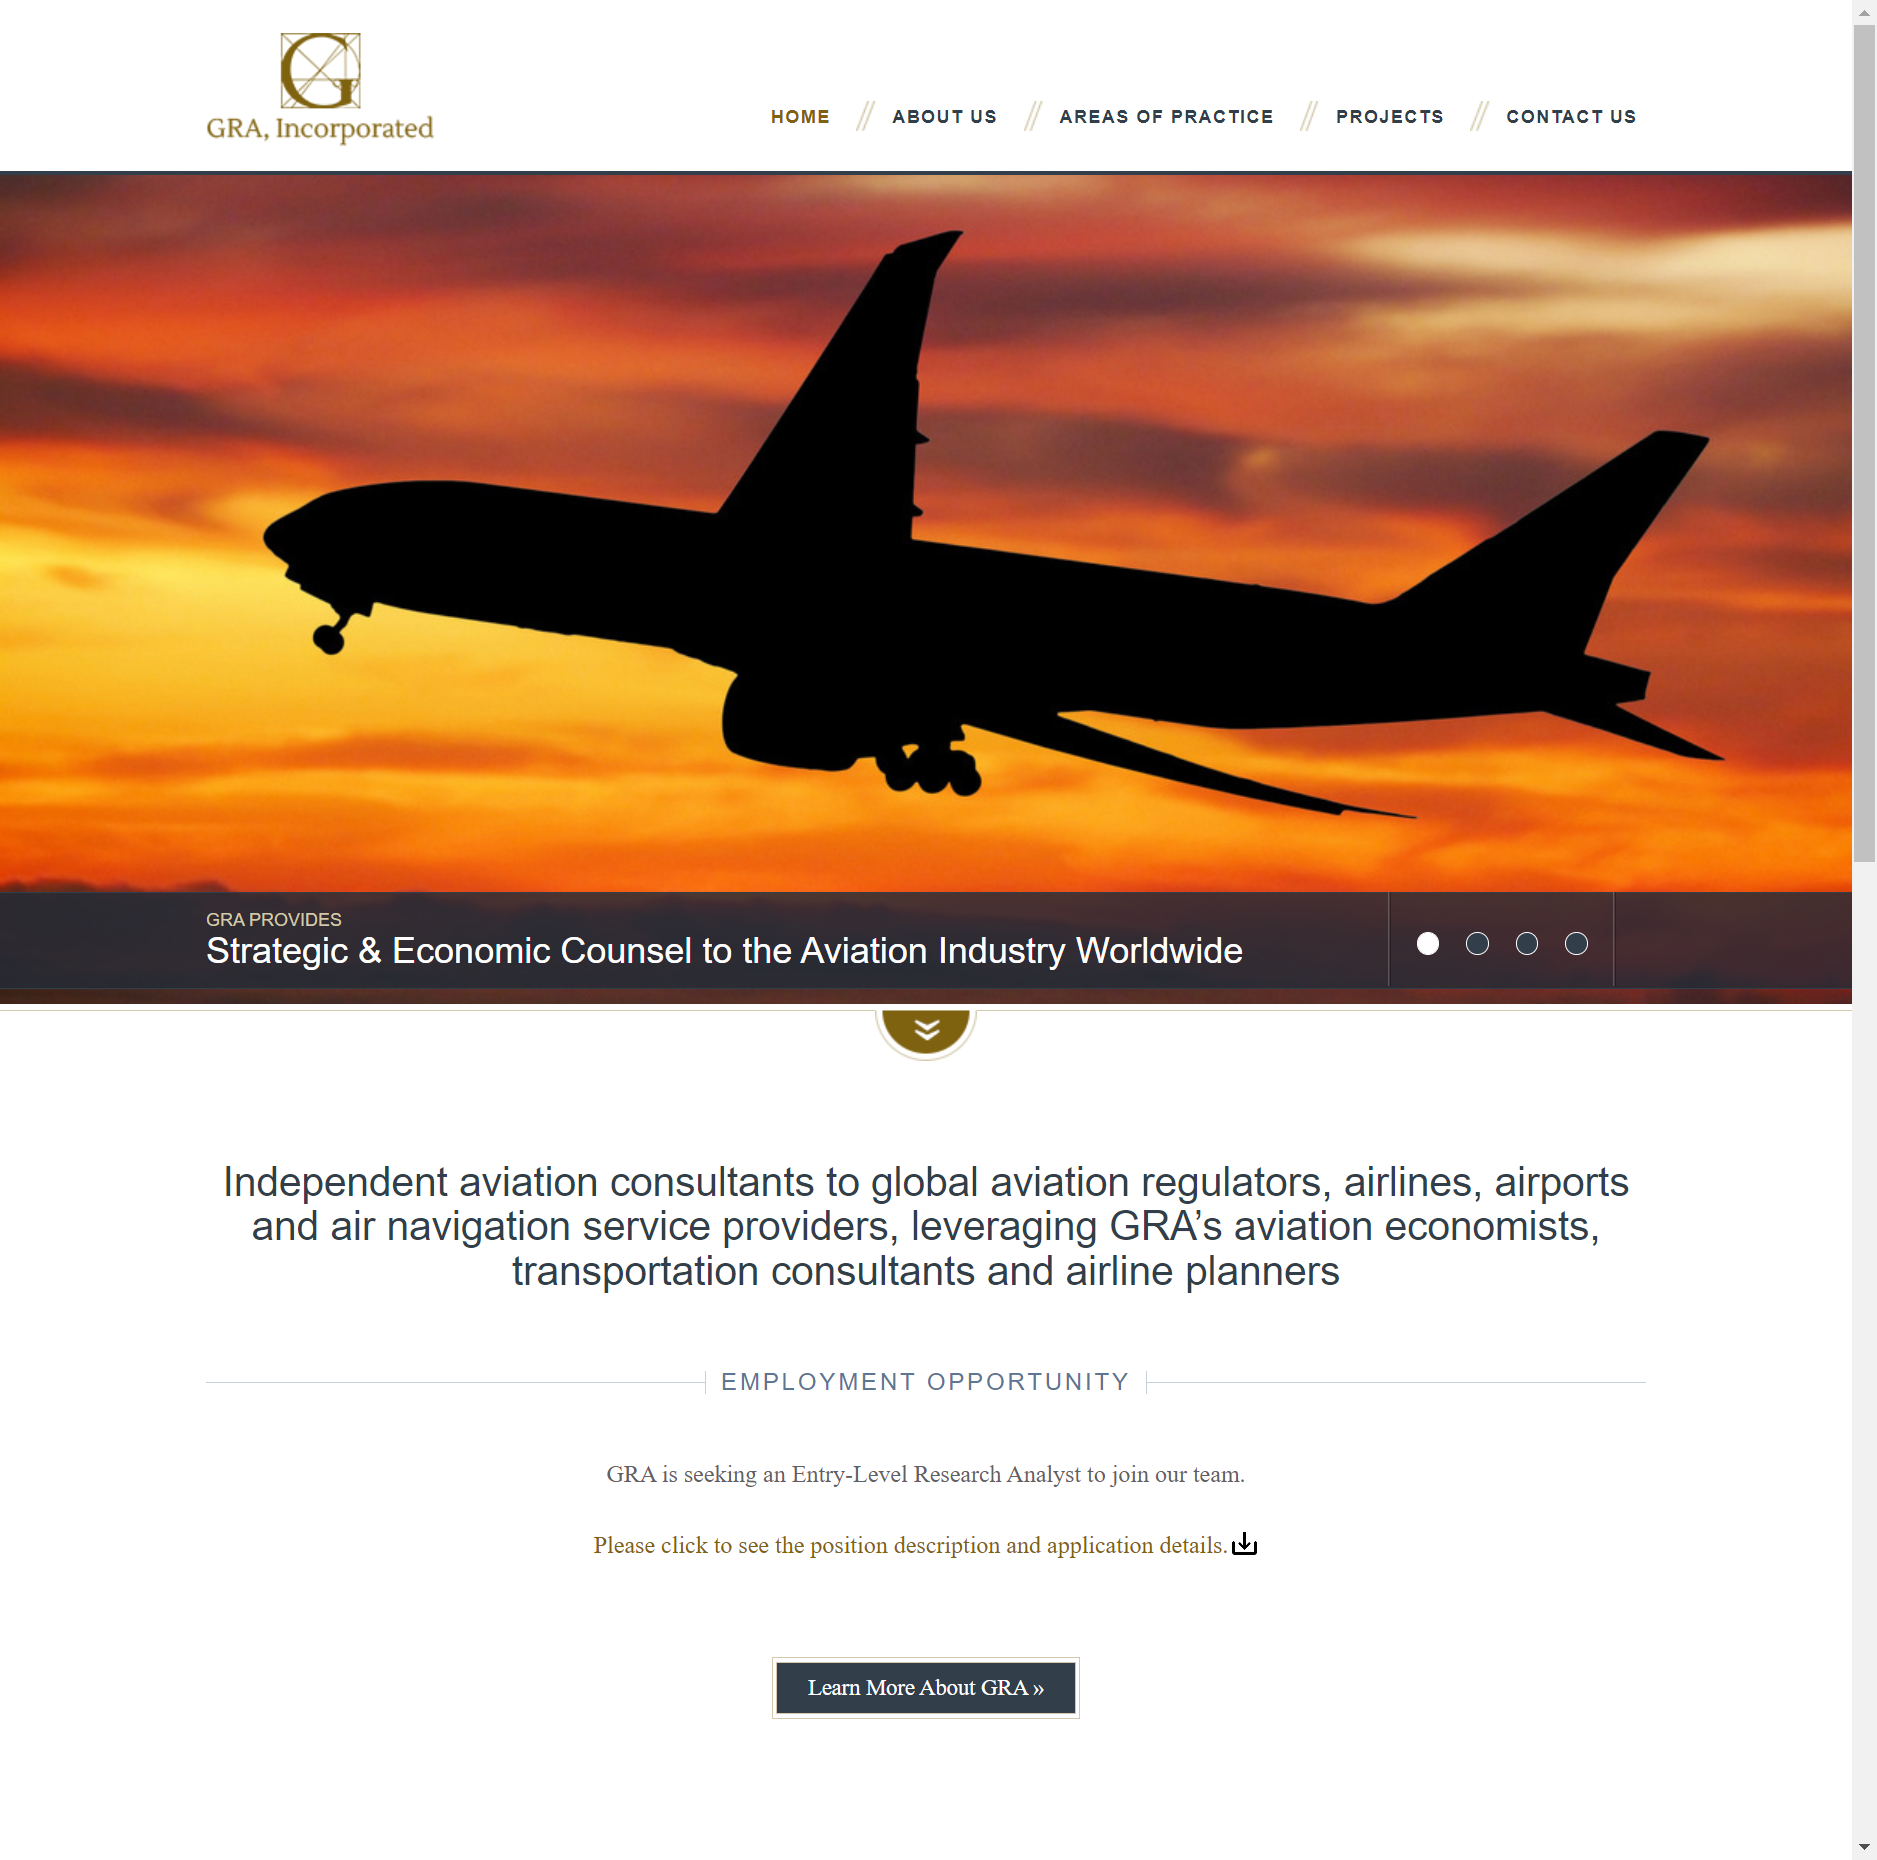 G
GRA, Incorporated
HOME
ABOUT US
AREAS OF PRACTICE
PROJECTS
CONTACT US
GRA PROVIDES
Strategic & Economic Counsel to the Aviation Industry Worldwide
Independent aviation consultants to global aviation regulators, airlines, airports
and air navigation service providers, leveraging GRA’s aviation economists,
transportation consultants and airline planners
EMPLOYMENT OPPORTUNITY
GRA is seeking an Entry-Level Research Analyst to join our team.
Please click to see the position description and application details.
Learn More About GRA »